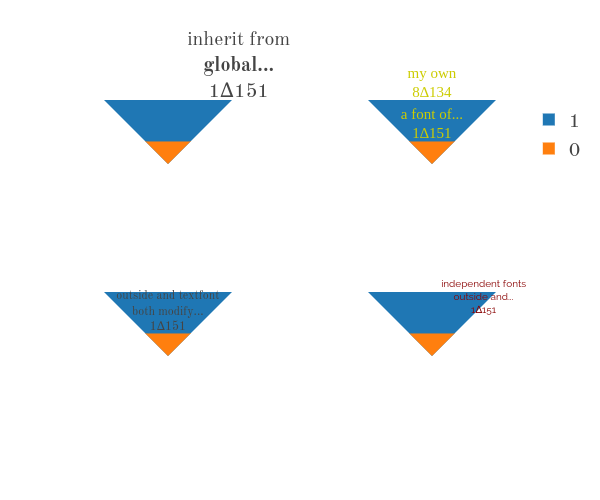 inherit from
global...
1Δ151
my own
8Δ134
a font of...
1Δ151
1
0
outside and textfont
both modify...
1Δ151
independent fonts
outside and...
1Δ151